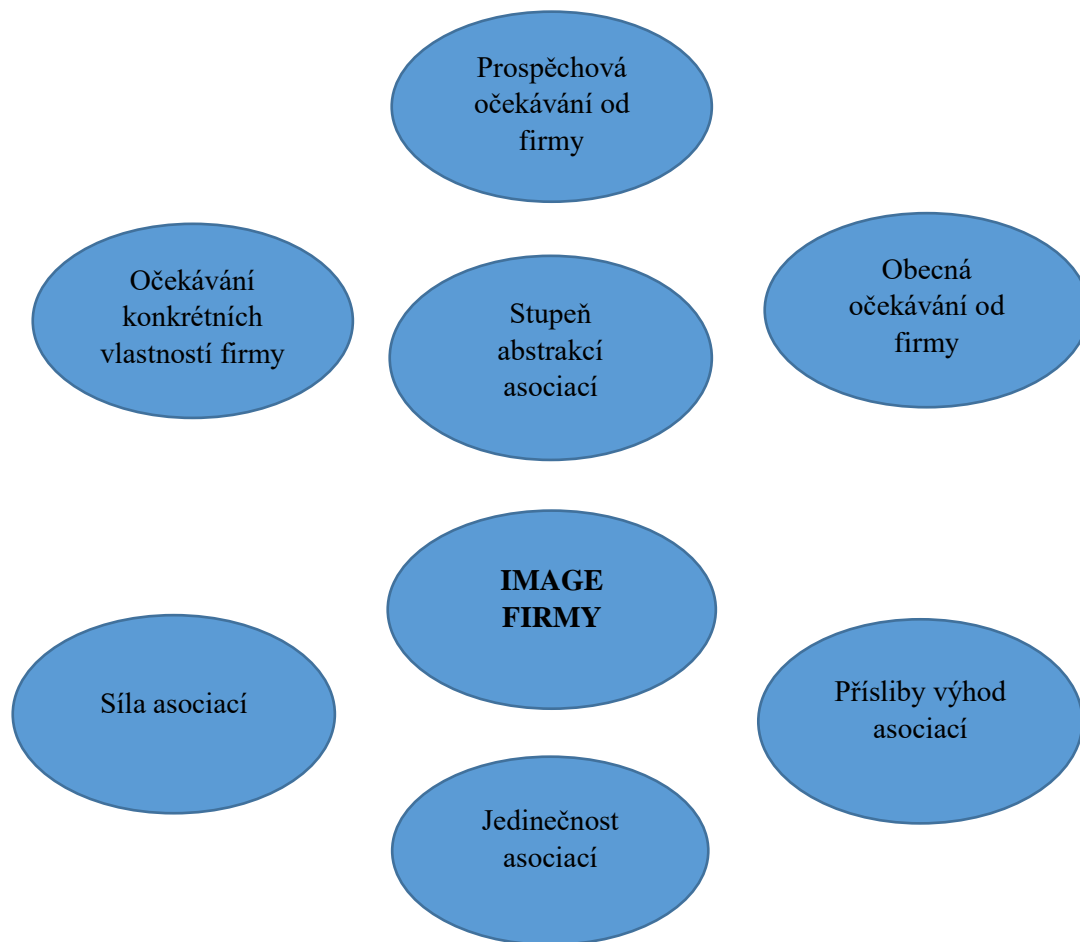 Prospěchová
očekávání od
firmy
Očekávání
konkrétních
vlastností firmy
Stupeň
abstrakcí
asociací
Obecná
očekávání od
firmy
IMAGE
FIRMY
Síla asociací
Přísliby výhod
asociací
Jedinečnost
asociací